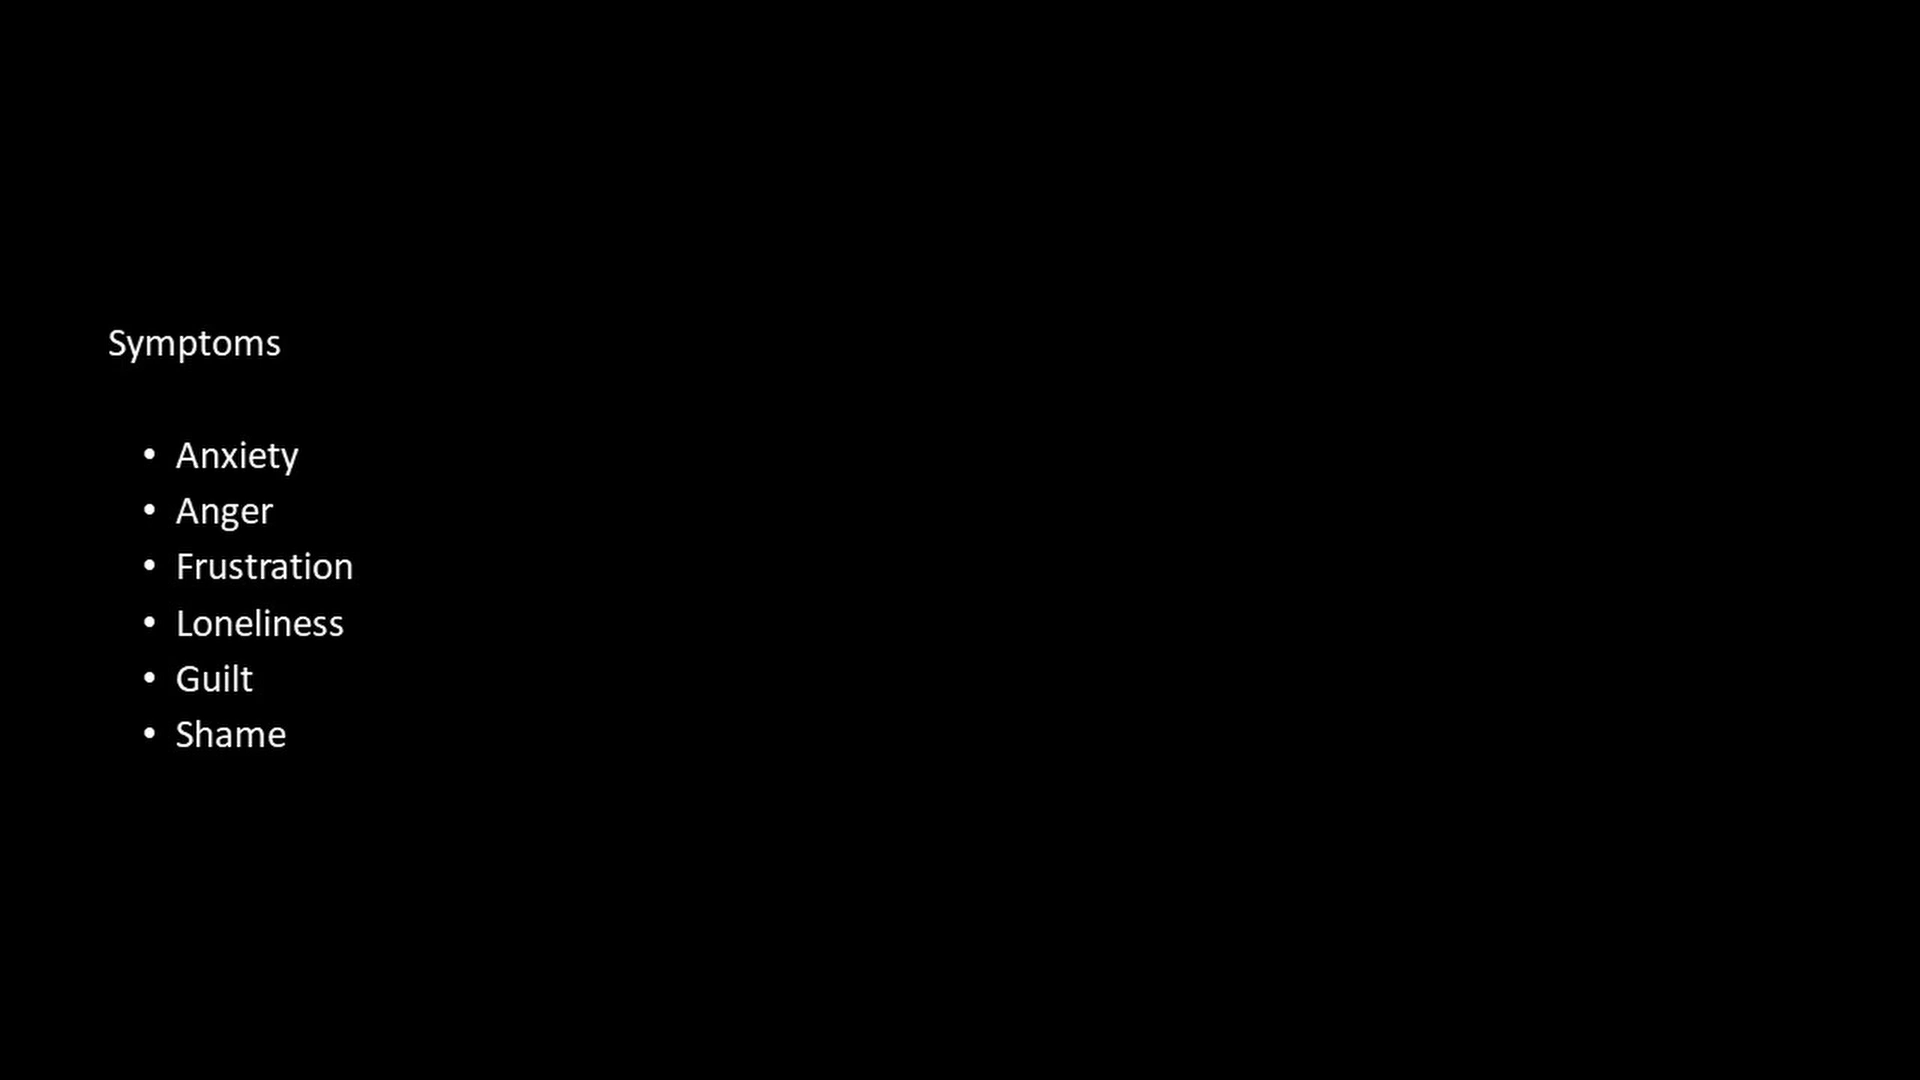 Symptoms
• Anxiety
• Anger
• Frustration
• Loneliness
• Guilt
• Shame